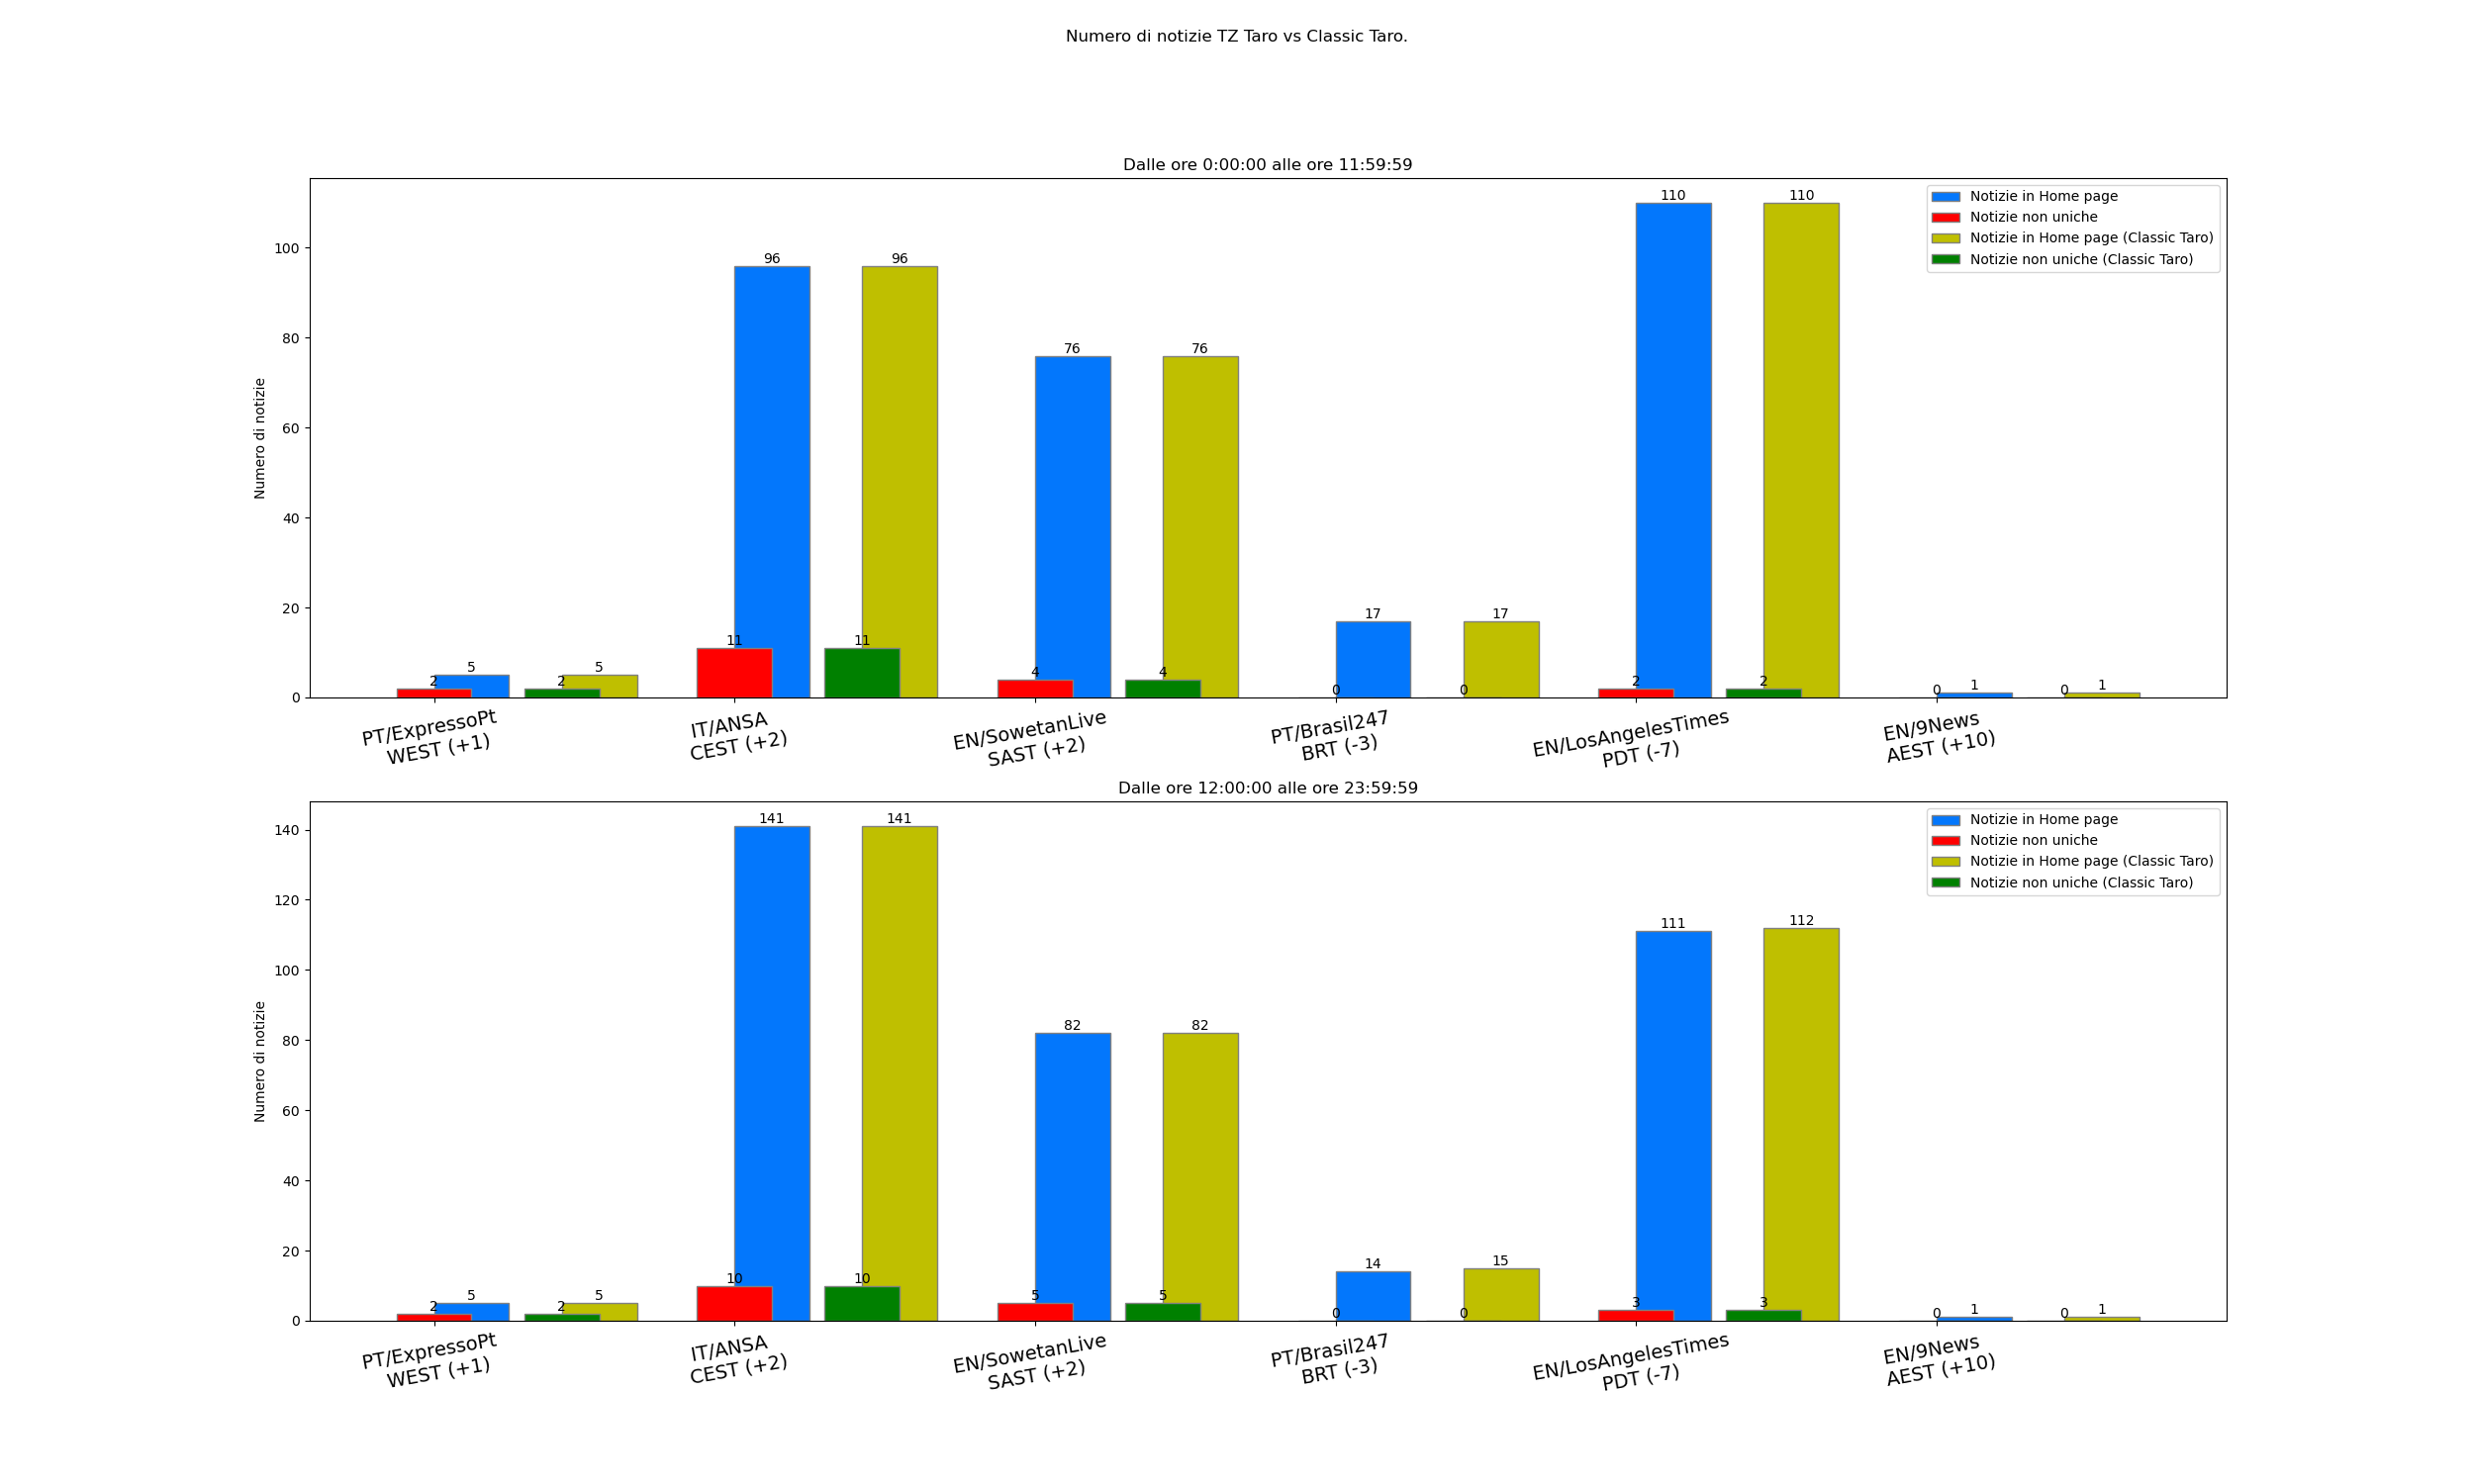 Numero di notizie TZ Taro vs Classic Taro.
Dalle ore 0:00:00 alle ore 11:59:59
Numero di notizie
100
80
60
40
20
0
Notizie in Home page
Notizie non uniche
Notizie in Home page (Classic Taro)
Notizie non uniche (Classic Taro)
2
5
2
5
11
96
11
96
4
76
4
76
0
17
0
17
2
110
2
110
0
1
0
1
PT/ExpressoPt
WEST (+1)
IT/ANSA
CEST (+2)
EN/SowetanLive
SAST (+2)
PT/Brasil247
BRT (-3)
EN/LosAngelesTimes
PDT (-7)
EN/9News
AEST (+10)
Dalle ore 12:00:00 alle ore 23:59:59
Numero di notizie
140
120
100
80
60
40
20
0
Notizie in Home page
Notizie non uniche
Notizie in Home page (Classic Taro)
Notizie non uniche (Classic Taro)
2
5
2
5
10
141
10
141
5
82
5
82
0
14
0
15
3
111
3
112
0
1
0
1
PT/ExpressoPt
WEST (+1)
IT/ANSA
CEST (+2)
EN/SowetanLive
SAST (+2)
PT/Brasil247
BRT (-3)
EN/LosAngelesTimes
PDT (-7)
EN/9News
AEST (+10)